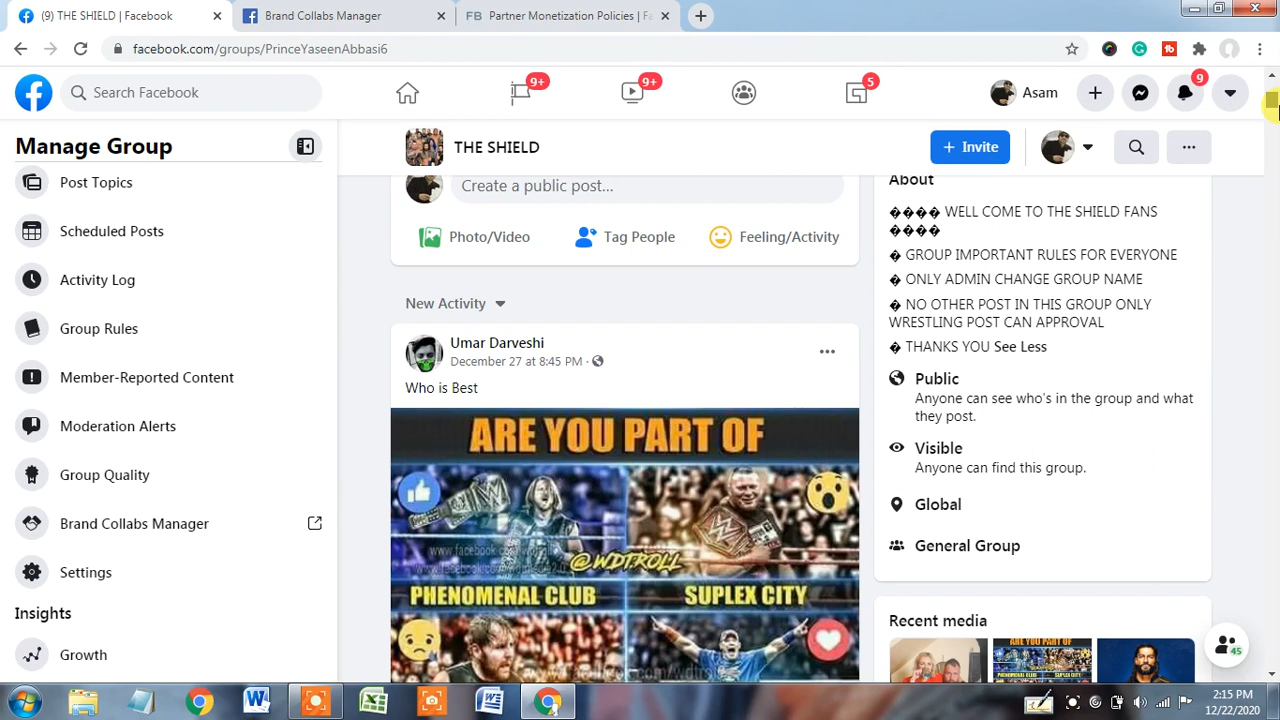 (9) THE SHIELD | Facebook
Brand Collabs Manager
Partner Monetization Policies | Fa
facebook.com/groups/PrinceYaseenAbbasi6
Search Facebook
9+
9+
5
Asam
9
Manage Group
Post Topics
Scheduled Posts
Activity Log
Group Rules
Member-Reported Content
Moderation Alerts
Group Quality
Brand Collabs Manager
Settings
Insights
Growth
THE SHIELD
+ Invite
Create a public post...
Photo/Video
Tag People
Feeling/Activity
New Activity
Umar Darveshi
December 27 at 8:45 PM
Who is Best
ARE YOU PART OF
@WDTROLL
PHENOMENAL CLUB
SUPLEX CITY
About
���� WELL COME TO THE SHIELD FANS
����
� GROUP IMPORTANT RULES FOR EVERYONE
� ONLY ADMIN CHANGE GROUP NAME
� NO OTHER POST IN THIS GROUP ONLY
WRESTLING POST CAN APPROVAL
� THANKS YOU See Less
Public
Anyone can see who's in the group and what
they post.
Visible
Anyone can find this group.
Global
General Group
Recent media
45
2:15 PM
12/22/2020